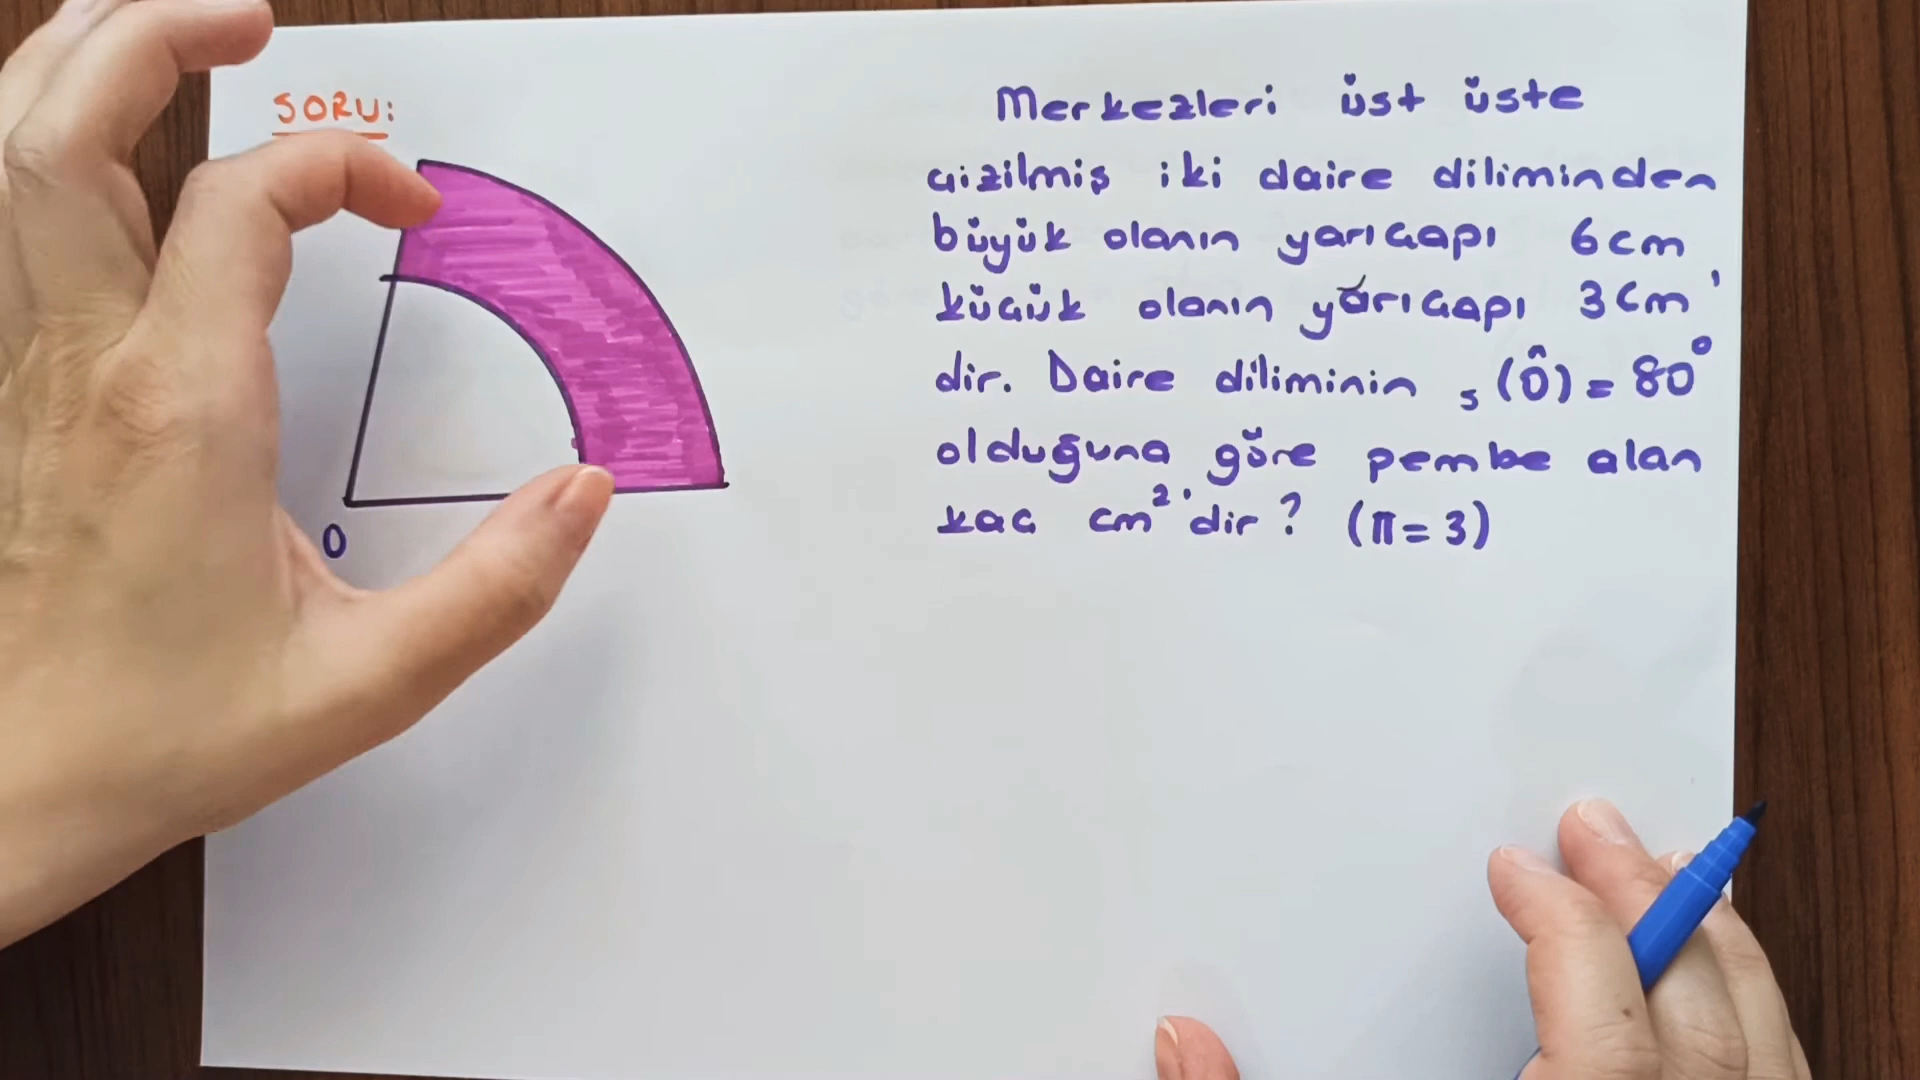 SORU:
Merkezleri üst üste
çizilmiş iki daire diliminden
büyük olanın yarıçapı 6cm
küçük olanın yarıçapı 3cm'
dir. Daire diliminin s(Ô)=80°
olduğuna göre pembe alan
kaç cm²'dir? (π=3)
O